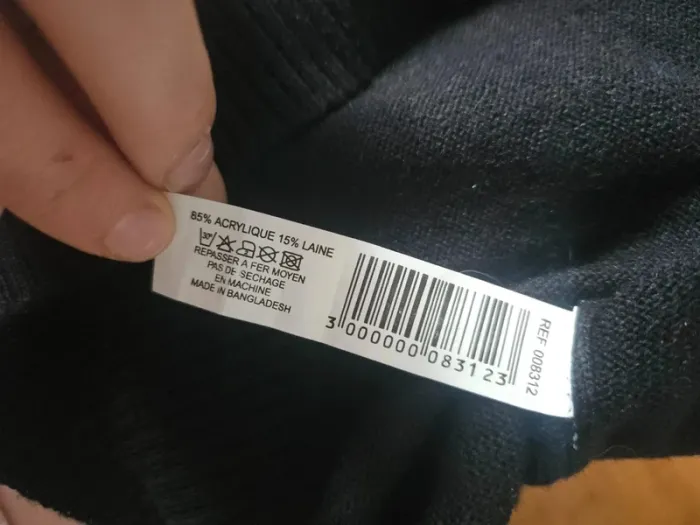 85% ACRYLIQUE 15% LAINE
30°
REPASSER A FER MOYEN
PAS DE SECHAGE
EN MACHINE
MADE IN BANGLADESH
3 000000 083123
REF 008312